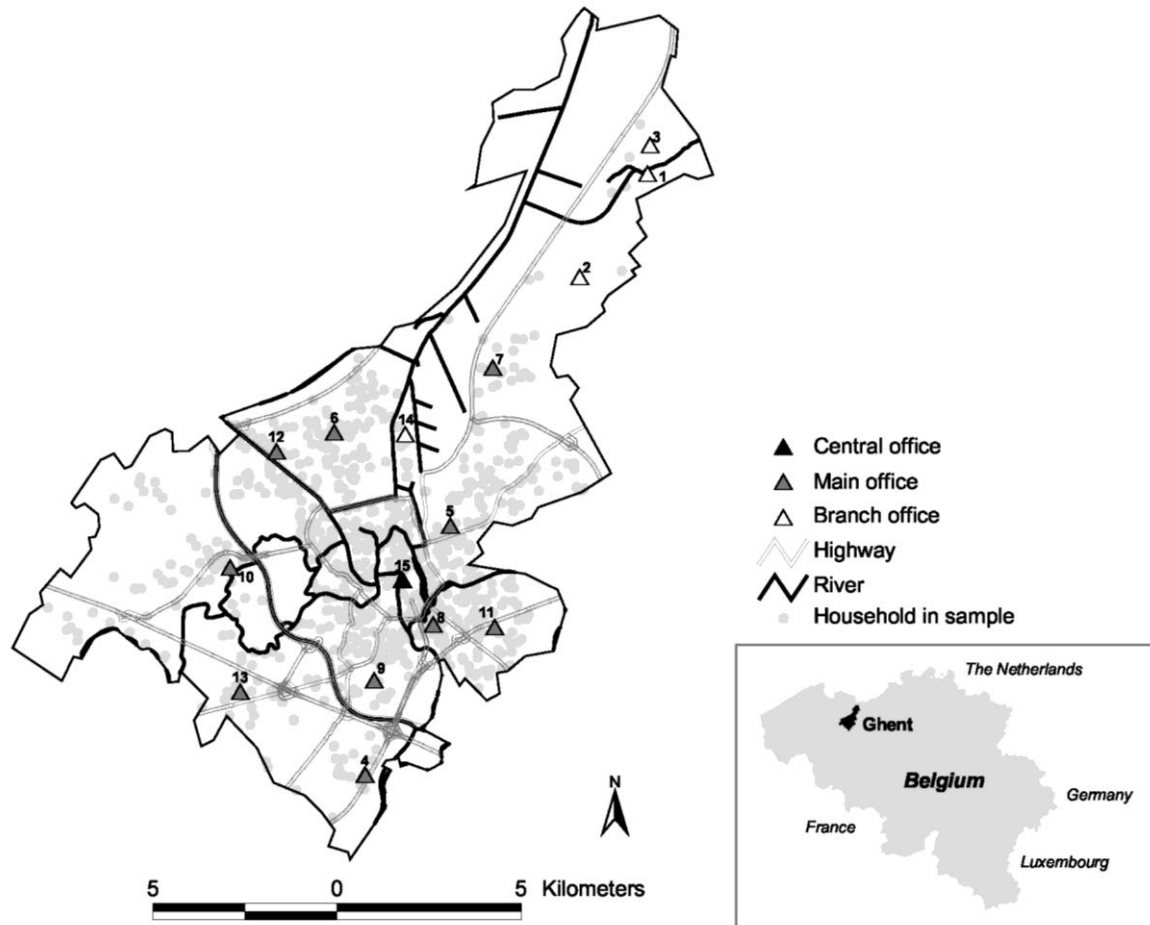 3
1
2
7
6
14
12
5
15
10
8
11
9
13
4
N
5 0 5 Kilometers
Central office
Main office
Branch office
Highway
River
Household in sample
The Netherlands
Ghent
Belgium
Germany
France
Luxembourg